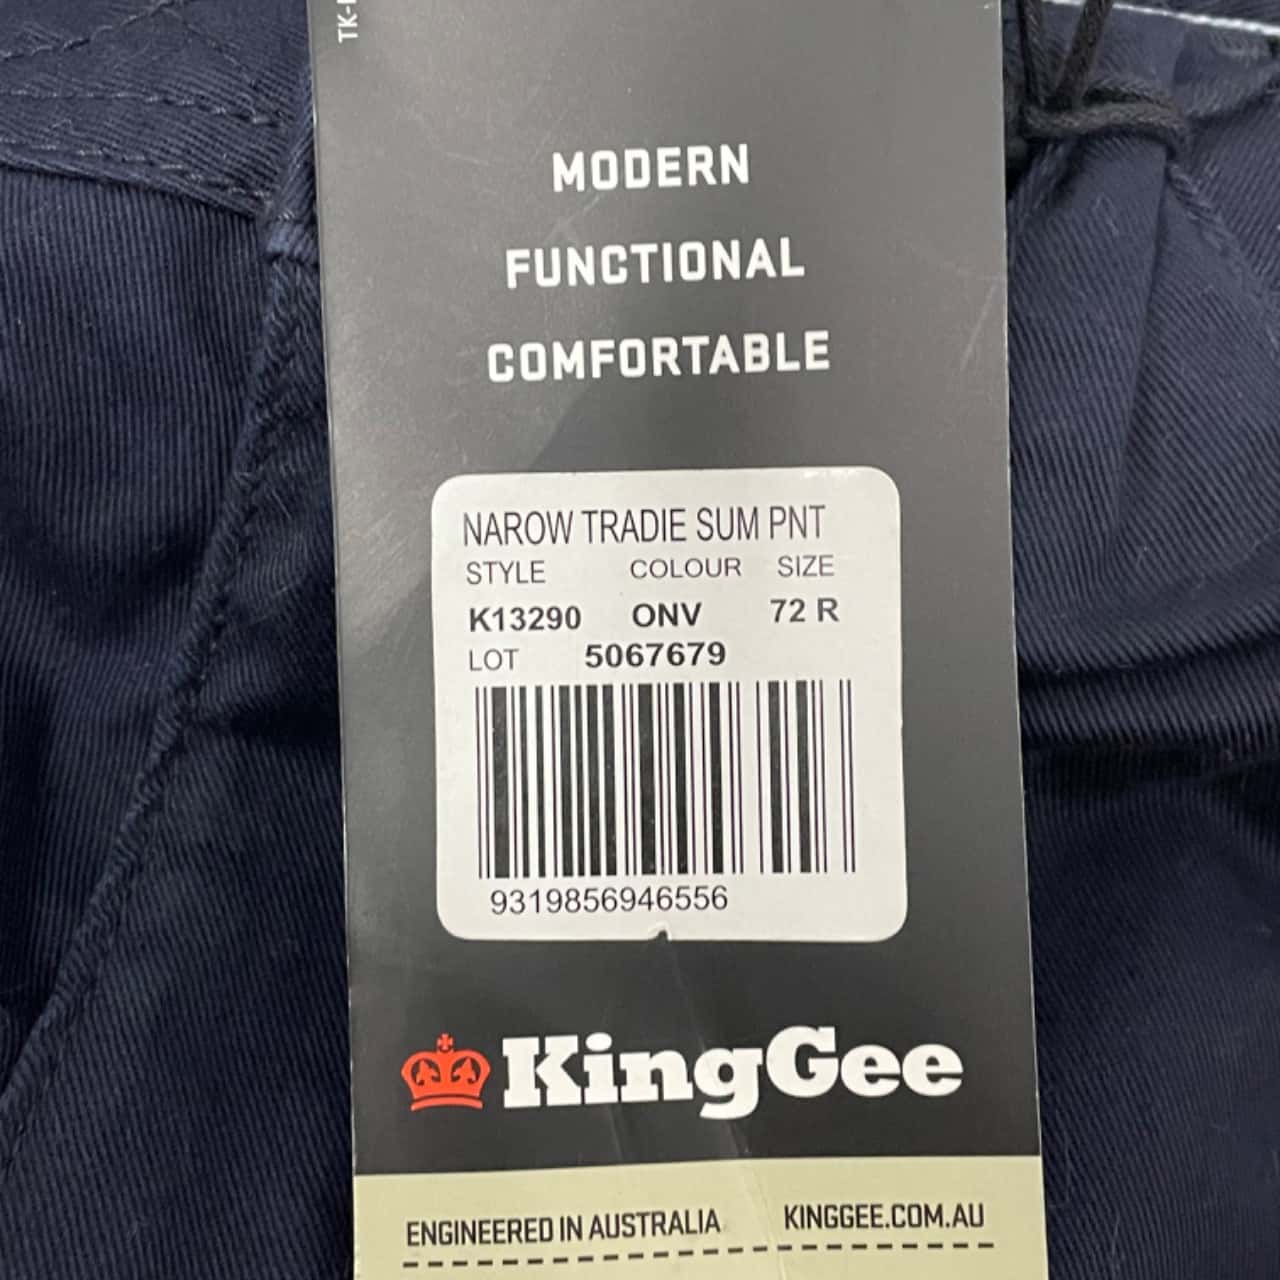 MODERN
FUNCTIONAL
COMFORTABLE
NAROW TRADIE SUM PNT
STYLE COLOUR SIZE
K13290 ONV 72 R
LOT 5067679
9319856946556
KingGee
ENGINEERED IN AUSTRALIA KINGGEE.COM.AU